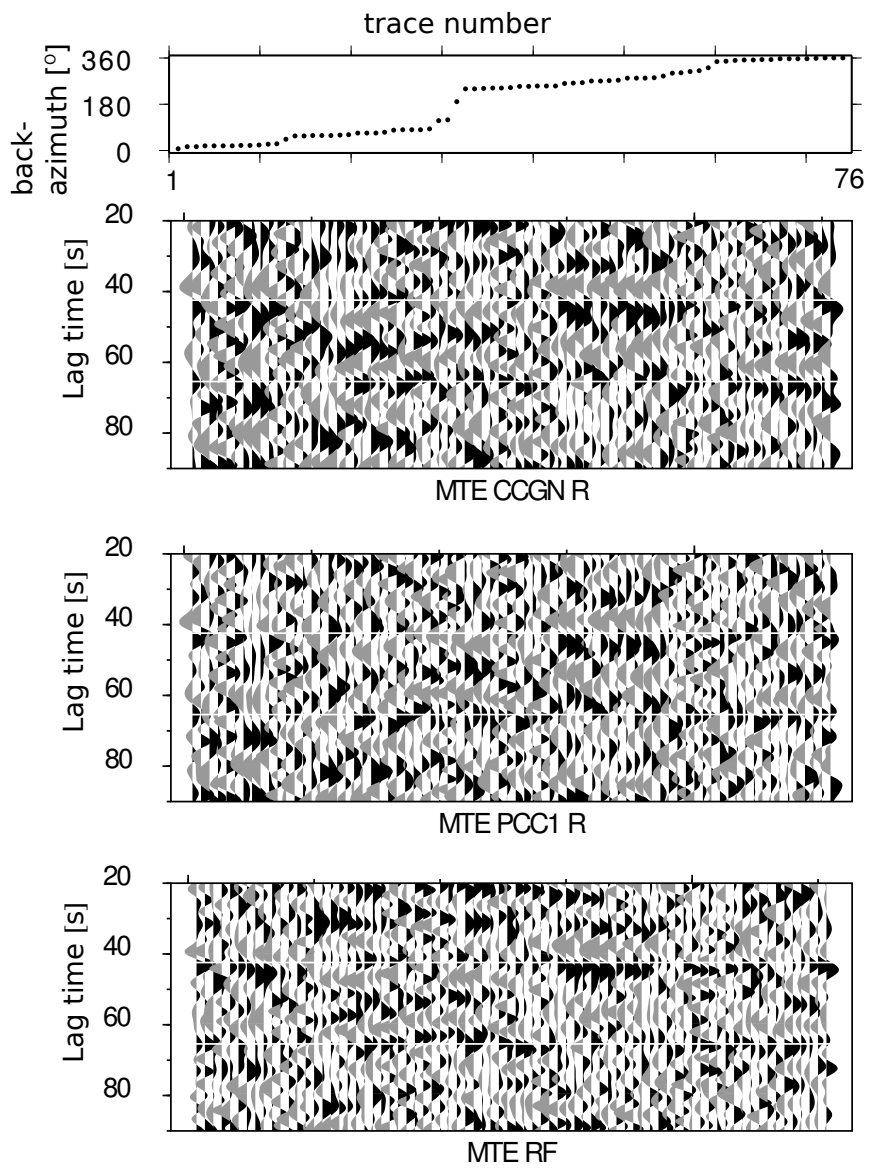 trace number
back-
azimuth [°]
360
180
0
1 76
Lag time [s]
20
40
60
80
MTE CCGN R
Lag time [s]
20
40
60
80
MTE PCC1 R
Lag time [s]
20
40
60
80
MTE RF